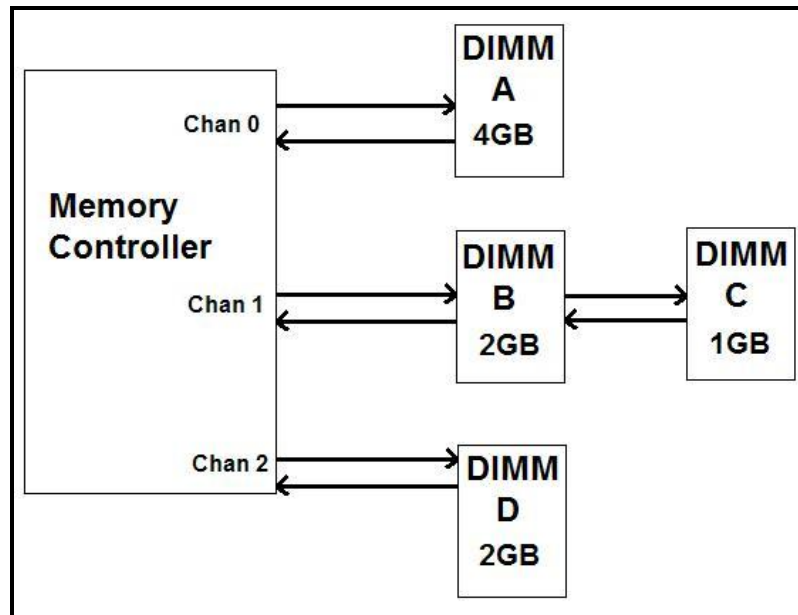 DIMM
A
4GB
Chan 0
Memory
Controller
DIMM
B
2GB
DIMM
C
1GB
Chan 1
Chan 2
DIMM
D
2GB